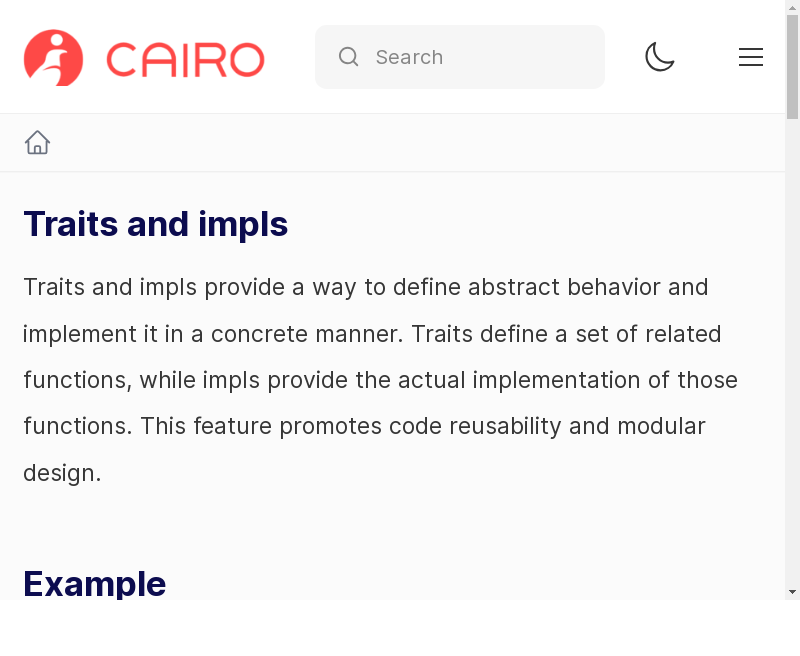 CAIRO
Search
Traits and impls
Traits and impls provide a way to define abstract behavior and
implement it in a concrete manner. Traits define a set of related
functions, while impls provide the actual implementation of those
functions. This feature promotes code reusability and modular
design.
Example